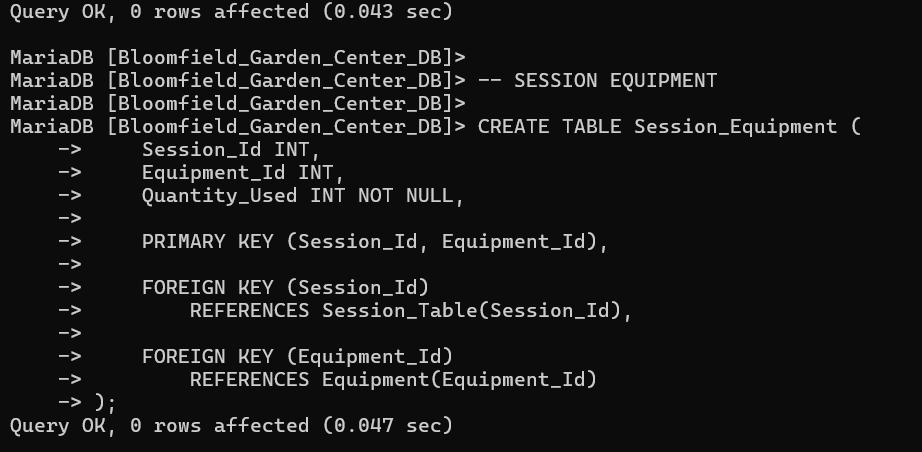 Query OK, 0 rows affected (0.043 sec)
MariaDB [Bloomfield_Garden_Center_DB]>
MariaDB [Bloomfield_Garden_Center_DB]> -- SESSION EQUIPMENT
MariaDB [Bloomfield_Garden_Center_DB]>
MariaDB [Bloomfield_Garden_Center_DB]> CREATE TABLE Session_Equipment (
    ->     Session_Id INT,
    ->     Equipment_Id INT,
    ->     Quantity_Used INT NOT NULL,
    ->
    ->     PRIMARY KEY (Session_Id, Equipment_Id),
    ->
    ->     FOREIGN KEY (Session_Id)
    ->         REFERENCES Session_Table(Session_Id),
    ->
    ->     FOREIGN KEY (Equipment_Id)
    ->         REFERENCES Equipment(Equipment_Id)
    -> );
Query OK, 0 rows affected (0.047 sec)